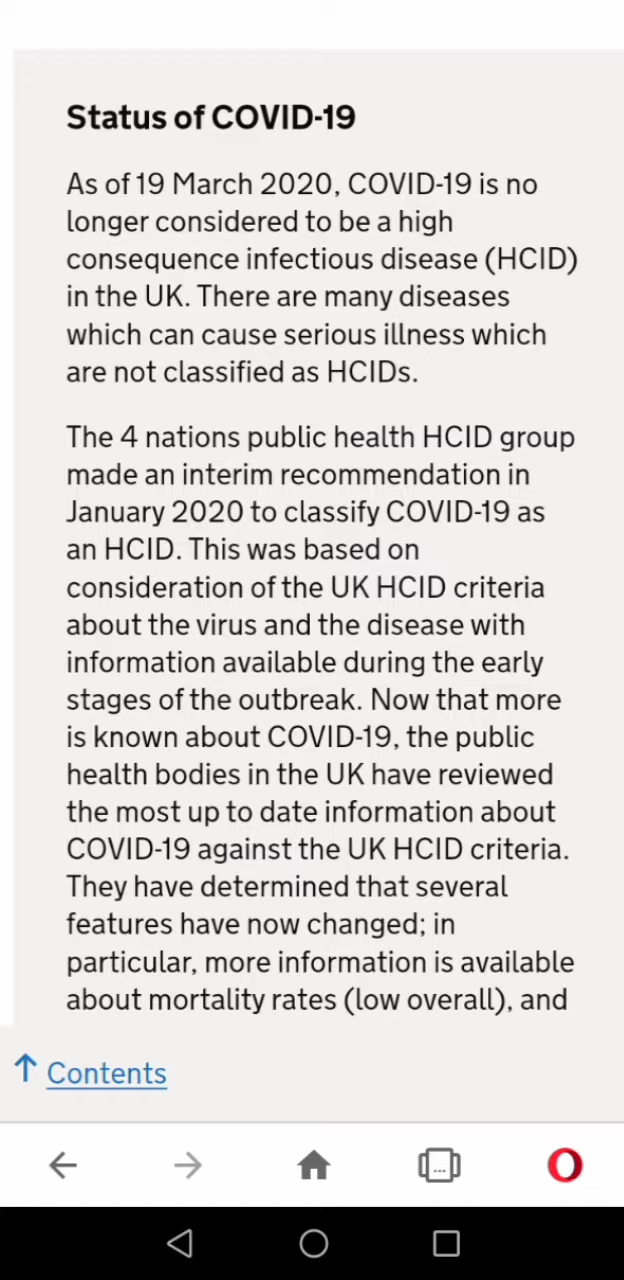 Status of COVID-19
As of 19 March 2020, COVID-19 is no
longer considered to be a high
consequence infectious disease (HCID)
in the UK. There are many diseases
which can cause serious illness which
are not classified as HCIDs.
The 4 nations public health HCID group
made an interim recommendation in
January 2020 to classify COVID-19 as
an HCID. This was based on
consideration of the UK HCID criteria
about the virus and the disease with
information available during the early
stages of the outbreak. Now that more
is known about COVID-19, the public
health bodies in the UK have reviewed
the most up to date information about
COVID-19 against the UK HCID criteria.
They have determined that several
features have now changed; in
particular, more information is available
about mortality rates (low overall), and
↑ Contents